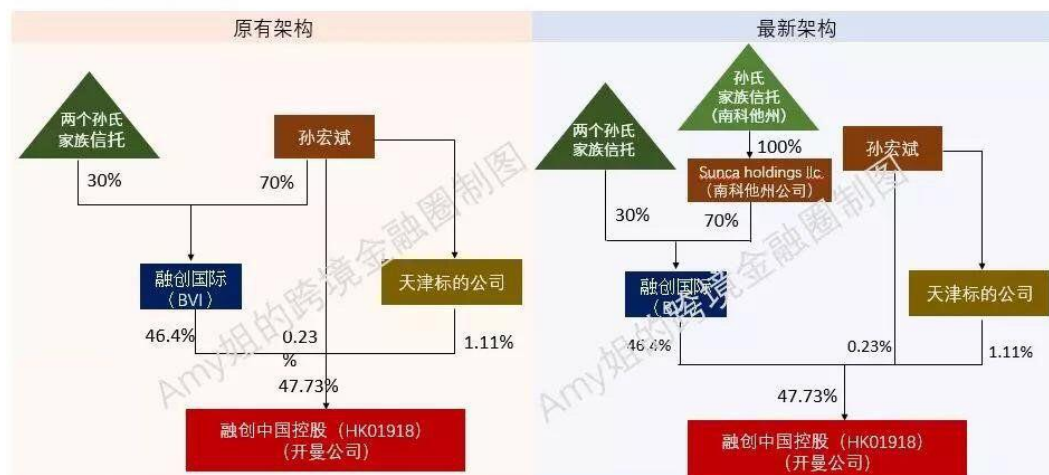 原有架构
两个孙氏
家族信托
孙宏斌
30%
70%
融创国际
（BVI）
天津标的公司
46.4%
0.23
%
1.11%
47.73%
融创中国控股（HK01918）
（开曼公司）
Amy姐的跨境金融圈制图
最新架构
孙氏
家族信托
（南科他州）
两个孙氏
家族信托
100%
孙宏斌
Sunca holdings llc
（南科他州公司）
30%
70%
融创国际
（BVI）
天津标的公司
46.4%
0.23%
1.11%
47.73%
融创中国控股（HK01918）
（开曼公司）
Amy姐的跨境金融圈制图